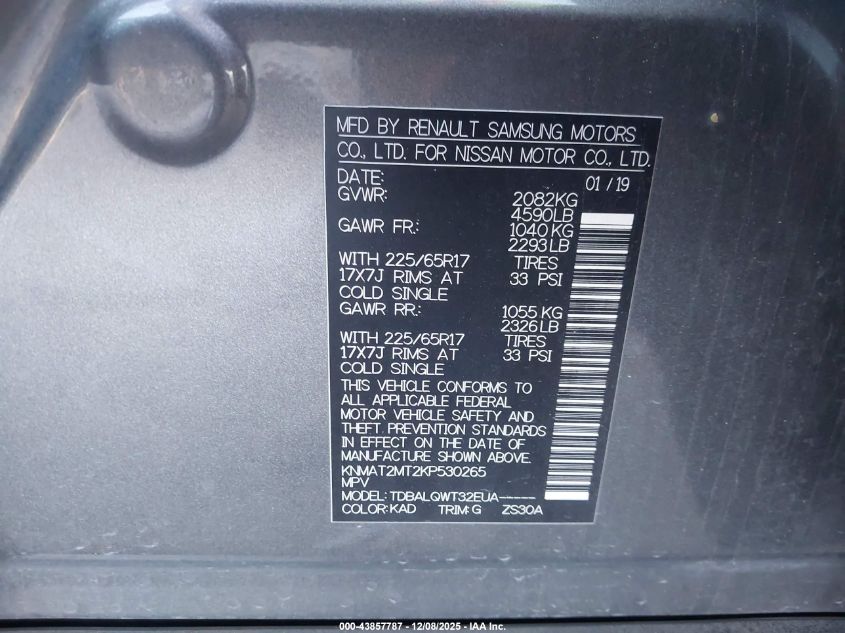 MFD BY RENAULT SAMSUNG MOTORS
CO., LTD. FOR NISSAN MOTOR CO., LTD.
DATE: 01 / 19
GVWR: 2082KG
4590LB
GAWR FR.: 1040KG
2293LB
WITH 225/65R17 TIRES
17X7J RIMS AT 33 PSI
COLD SINGLE
GAWR RR.: 1055KG
2326LB
WITH 225/65R17 TIRES
17X7J RIMS AT 33 PSI
COLD SINGLE
THIS VEHICLE CONFORMS TO
ALL APPLICABLE FEDERAL
MOTOR VEHICLE SAFETY AND
THEFT PREVENTION STANDARDS
IN EFFECT ON THE DATE OF
MANUFACTURE SHOWN ABOVE.
KNMAT2MT2KP530265
MPV
MODEL: TDBALQWT32EUA-----
COLOR: KAD TRIM: G ZS30A
000-43857787 - 12/08/2025 - IAA Inc.